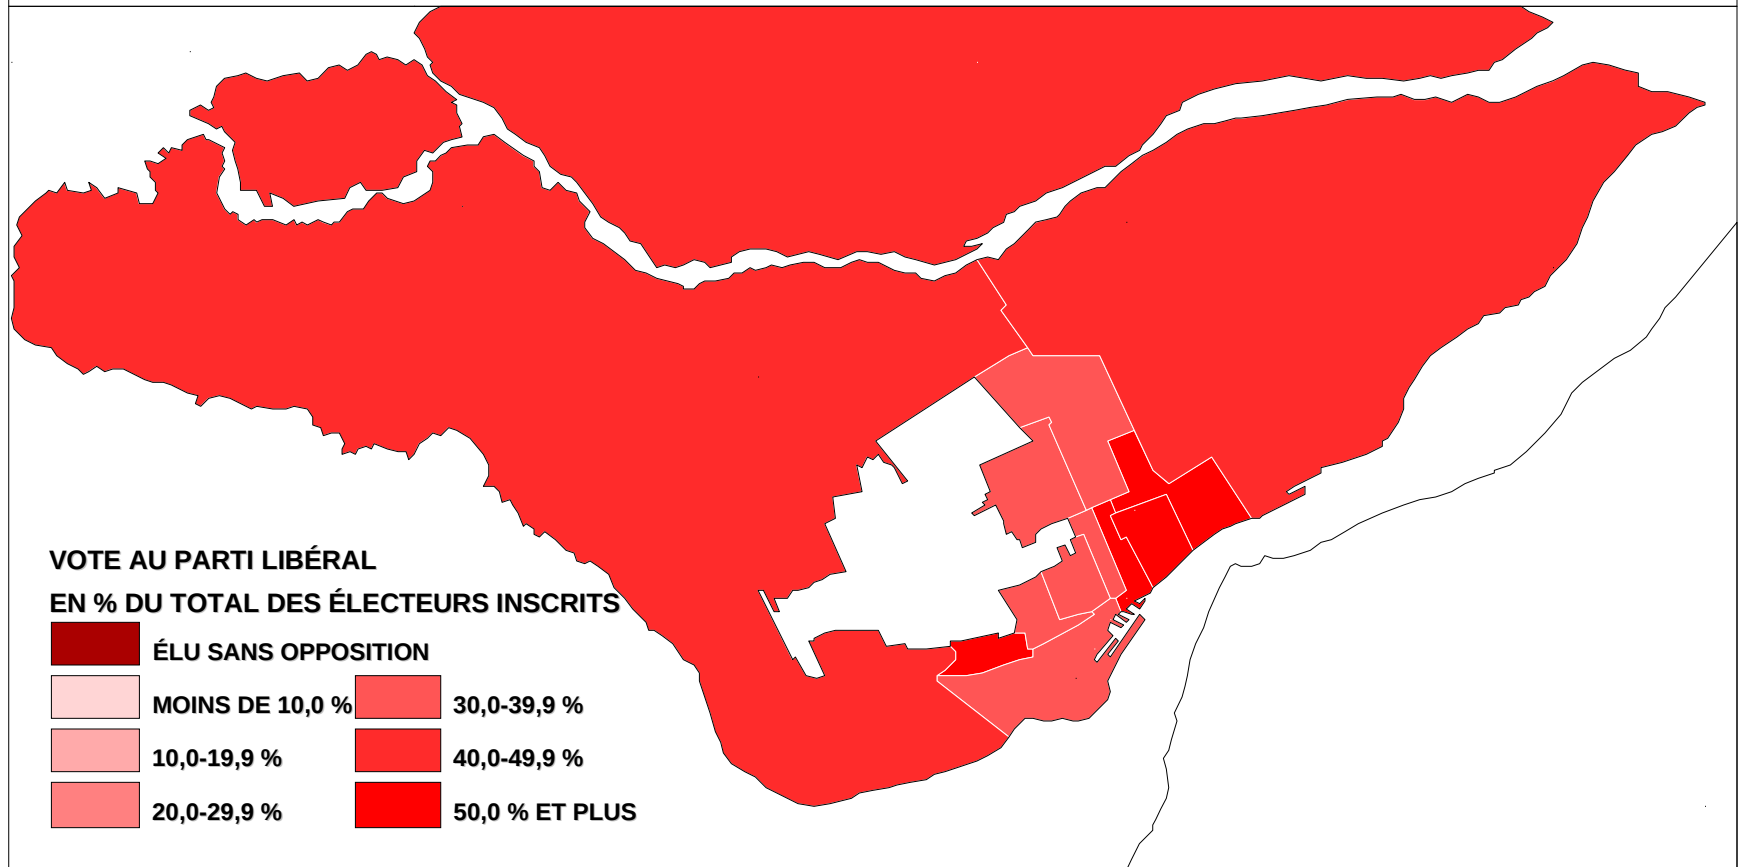 VOTE AU PARTI LIBÉRAL
EN % DU TOTAL DES ÉLECTEURS INSCRITS
ÉLU SANS OPPOSITION
MOINS DE 10,0 %
10,0-19,9 %
20,0-29,9 %
30,0-39,9 %
40,0-49,9 %
50,0 % ET PLUS